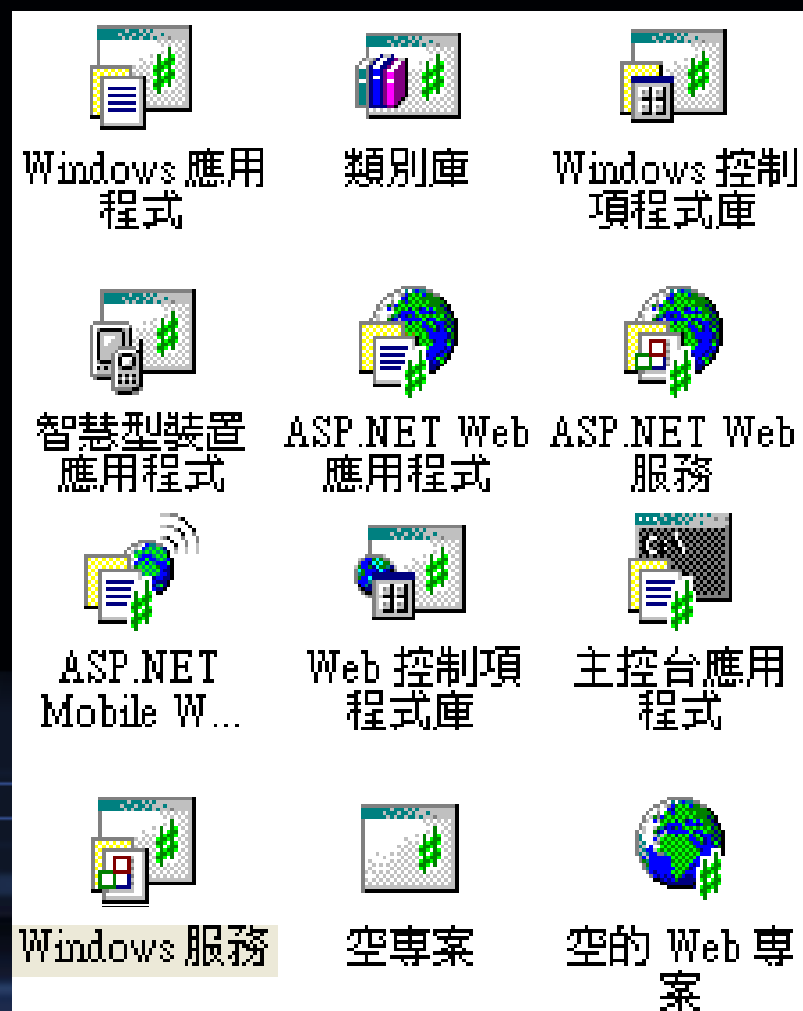 Windows 應用
程式
類別庫
Windows 控制
項程式庫
智慧型裝置
應用程式
ASP.NET Web
應用程式
ASP.NET Web
服務
ASP.NET
Mobile W...
Web 控制項
程式庫
主控台應用
程式
Windows 服務
空專案
空的 Web 專
案